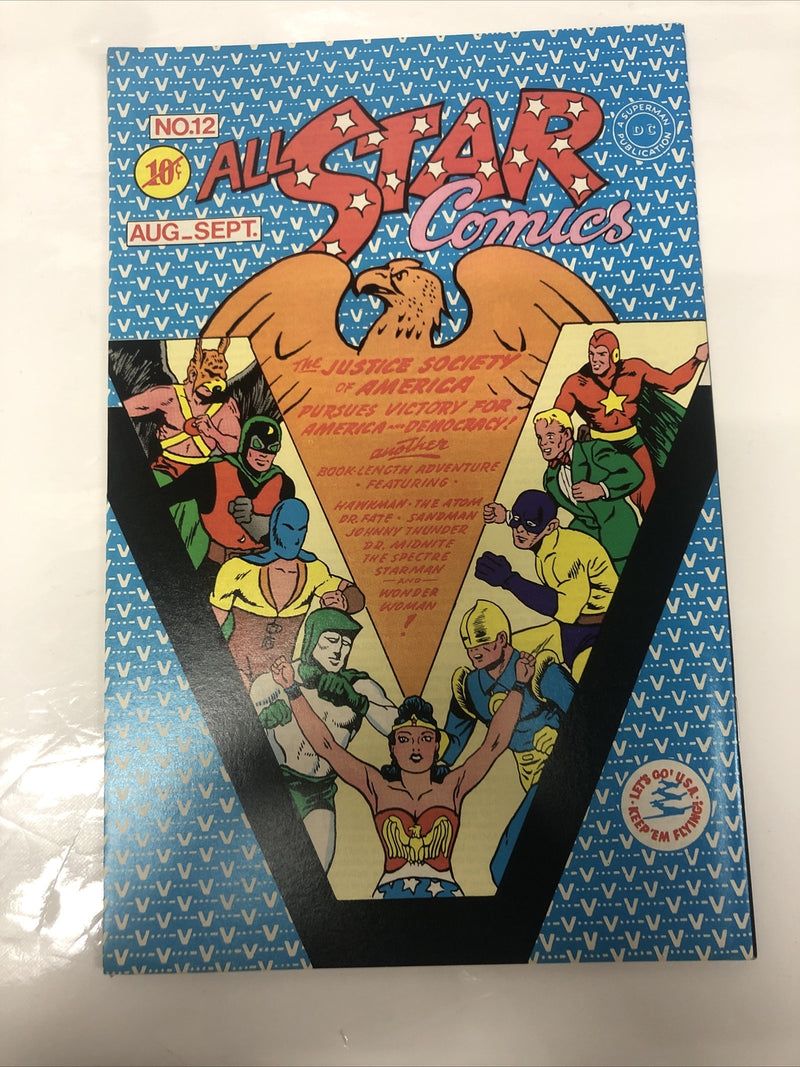 NO.12
10¢
AUG-SEPT.
ALL STAR
Comics
A SUPERMAN
DC
PUBLICATION
THE JUSTICE SOCIETY
OF AMERICA
PURSUES VICTORY FOR
AMERICA AND DEMOCRACY!
another
BOOK-LENGTH ADVENTURE
• FEATURING •
HAWKMAN • THE ATOM
DR. FATE • SANDMAN
JOHNNY THUNDER
DR. MIDNITE
THE SPECTRE
STARMAN
—AND—
WONDER
WOMAN
!
• LET'S GO! U.S.A. •
KEEP 'EM FLYING!